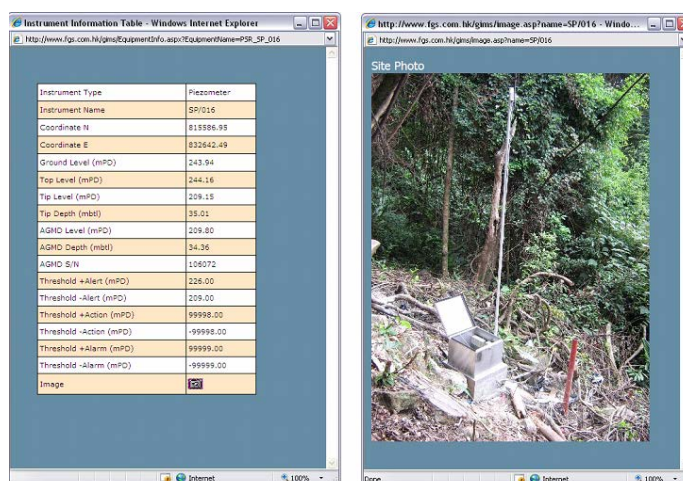 Instrument Information Table - Windows Internet Explorer
http://www.fgs.com.hk/gims/EquipmentInfo.aspx?EquipmentName=PSR_SP_016
Instrument Type Piezometer
Instrument Name SP/016
Coordinate N 815586.95
Coordinate E 832642.49
Ground Level (mPD) 243.94
Top Level (mPD) 244.16
Tip Level (mPD) 209.15
Tip Depth (mbtl) 35.01
AGMD Level (mPD) 209.80
AGMD Depth (mbtl) 34.36
AGMD S/N 106072
Threshold +Alert (mPD) 226.00
Threshold -Alert (mPD) 209.00
Threshold +Action (mPD) 99998.00
Threshold -Action (mPD) -99998.00
Threshold +Alarm (mPD) 99999.00
Threshold -Alarm (mPD) -99999.00
Image
Internet 100%
http://www.fgs.com.hk/gims/image.asp?name=SP/016 - Windo...
http://www.fgs.com.hk/gims/image.asp?name=SP/016
Site Photo
Done Internet 100%